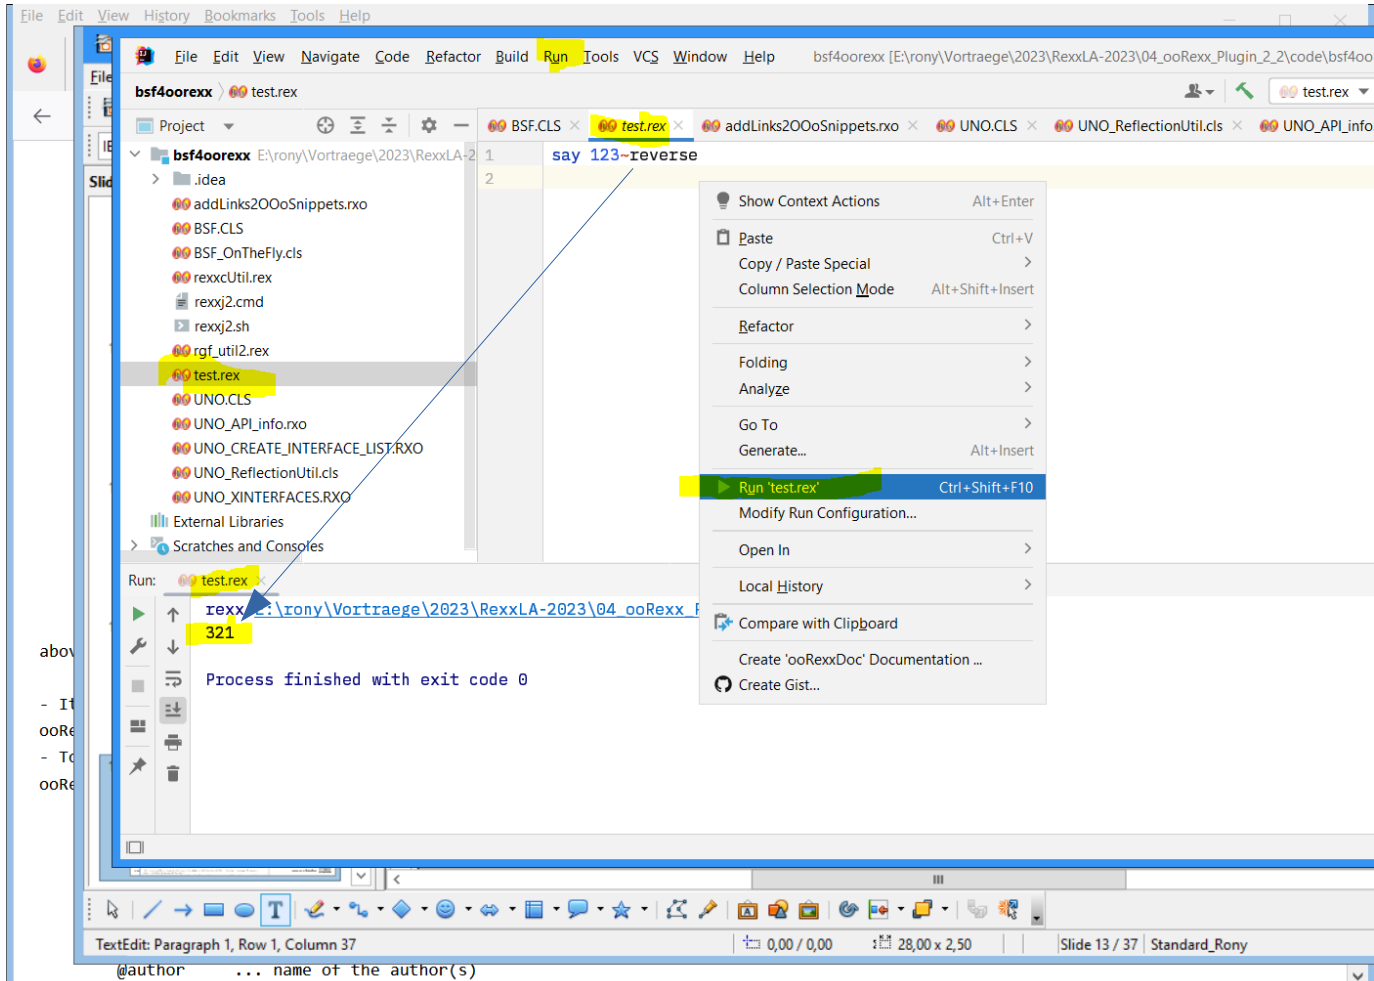 File Edit View History Bookmarks Tools Help
File Edit View Navigate Code Refactor Build Run Tools VCS Window Help bsf4oorexx [E:\rony\Vortraege\2023\RexxLA-2023\04_ooRexx_Plugin_2_2\code\bsf4oo
File
bsf4oorexx test.rex test.rex
Project BSF.CLS test.rex addLinks2OOoSnippets.rxo UNO.CLS UNO_ReflectionUtil.cls UNO_API_info.
bsf4oorexx E:\rony\Vortraege\2023\RexxLA-2
1 say 123~reverse
2
Slid
.idea
addLinks2OOoSnippets.rxo
BSF.CLS
BSF_OnTheFly.cls
rexxcUtil.rex
rexxj2.cmd
rexxj2.sh
rgf_util2.rex
test.rex
UNO.CLS
UNO_API_info.rxo
UNO_CREATE_INTERFACE_LIST.RXO
UNO_ReflectionUtil.cls
UNO_XINTERFACES.RXO
External Libraries
Scratches and Consoles
Show Context Actions Alt+Enter
Paste Ctrl+V
Copy / Paste Special
Column Selection Mode Alt+Shift+Insert
Refactor
Folding
Analyze
Go To
Generate... Alt+Insert
Run 'test.rex' Ctrl+Shift+F10
Modify Run Configuration...
Open In
Local History
Compare with Clipboard
Create 'ooRexxDoc' Documentation ...
Create Gist...
Run: test.rex
rexx E:\rony\Vortraege\2023\RexxLA-2023\04_ooRexx_P
321
Process finished with exit code 0
abov
- It
ooRe
- To
ooRe
TextEdit: Paragraph 1, Row 1, Column 37 0,00 / 0,00 28,00 x 2,50 Slide 13 / 37 Standard_Rony
@author ... name of the author(s)